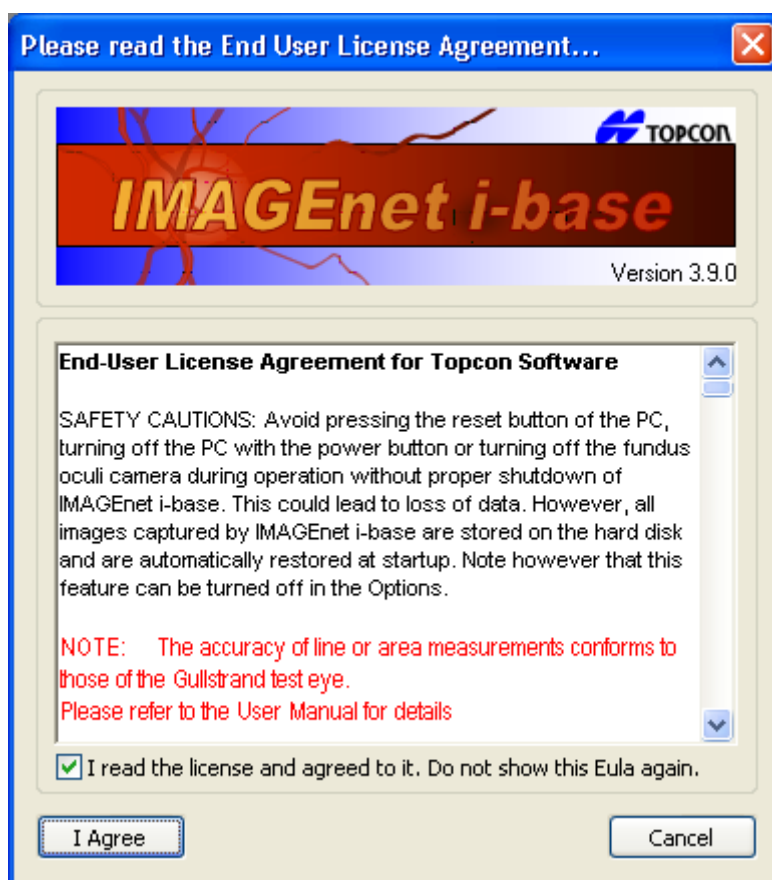 Please read the End User License Agreement...
TOPCON
IMAGEnet i-base
Version 3.9.0
End-User License Agreement for Topcon Software
SAFETY CAUTIONS: Avoid pressing the reset button of the PC,
turning off the PC with the power button or turning off the fundus
oculi camera during operation without proper shutdown of
IMAGEnet i-base. This could lead to loss of data. However, all
images captured by IMAGEnet i-base are stored on the hard disk
and are automatically restored at startup. Note however that this
feature can be turned off in the Options.
NOTE: The accuracy of line or area measurements conforms to
those of the Gullstrand test eye.
Please refer to the User Manual for details
I read the license and agreed to it. Do not show this Eula again.
I Agree
Cancel